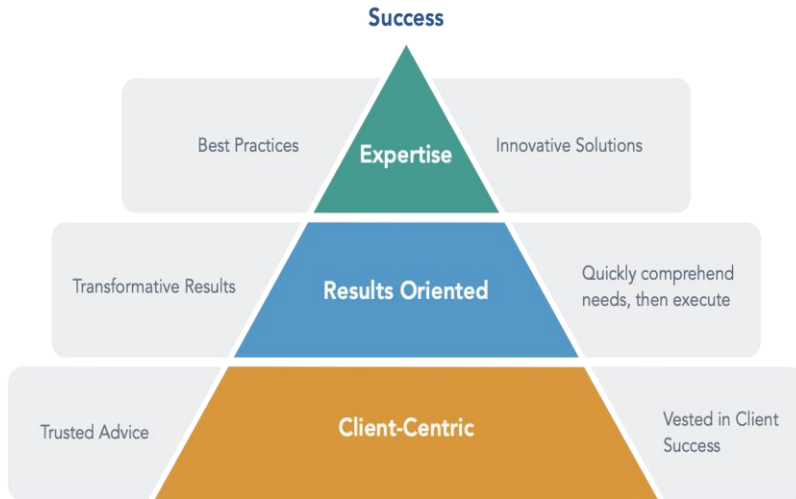 Success
Best Practices
Expertise
Innovative Solutions
Transformative Results
Results Oriented
Quickly comprehend
needs, then execute
Trusted Advice
Client-Centric
Vested in Client
Success